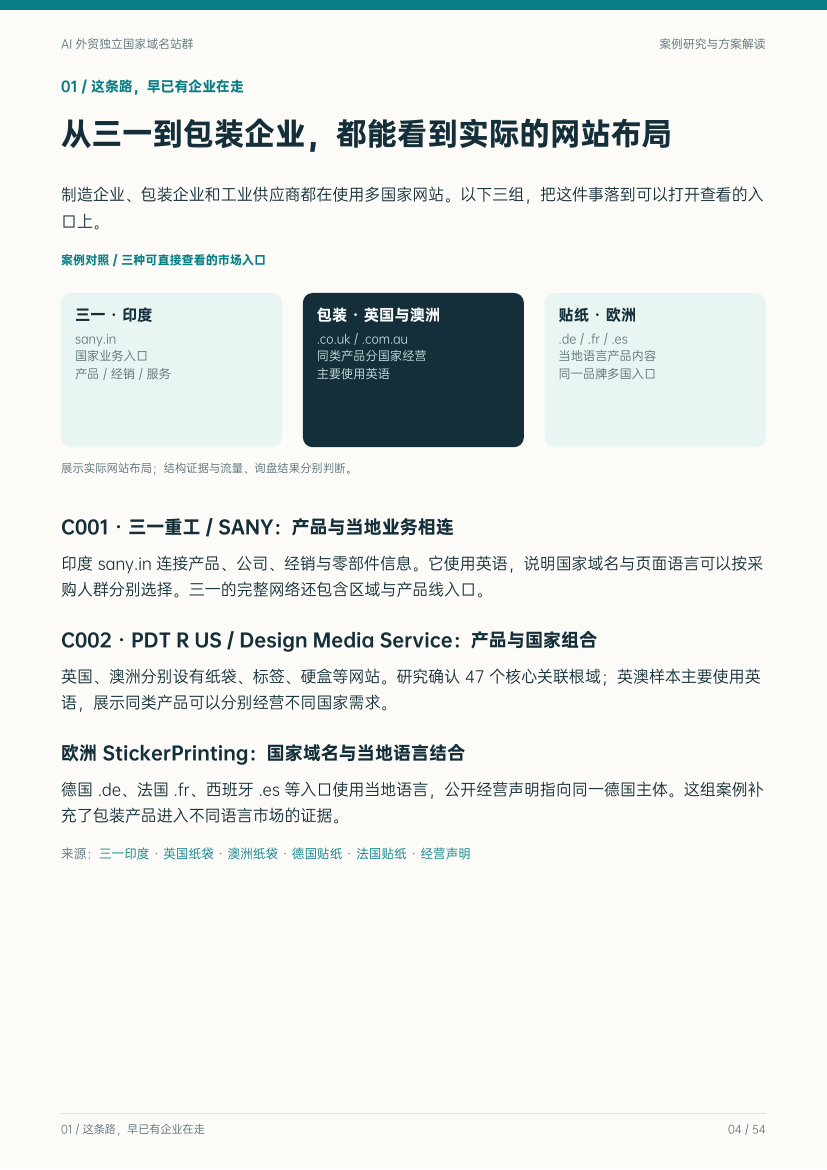 AI 外贸独立国家域名站群
案例研究与方案解读
01 / 这条路，早已有企业在走
从三一到包装企业，都能看到实际的网站布局
制造企业、包装企业和工业供应商都在使用多国家网站。以下三组，把这件事落到可以打开查看的入
口上。
案例对照 / 三种可直接查看的市场入口
三一 · 印度
sany.in
国家业务入口
产品 / 经销 / 服务
包装 · 英国与澳洲
.co.uk / .com.au
同类产品分国家经营
主要使用英语
贴纸 · 欧洲
.de / .fr / .es
当地语言产品内容
同一品牌多国入口
展示实际网站布局；结构证据与流量、询盘结果分别判断。
C001 · 三一重工 / SANY：产品与当地业务相连
印度 sany.in 连接产品、公司、经销与零部件信息。它使用英语，说明国家域名与页面语言可以按采
购人群分别选择。三一的完整网络还包含区域与产品线入口。
C002 · PDT R US / Design Media Service：产品与国家组合
英国、澳洲分别设有纸袋、标签、硬盒等网站。研究确认 47 个核心关联根域；英澳样本主要使用英
语，展示同类产品可以分别经营不同国家需求。
欧洲 StickerPrinting：国家域名与当地语言结合
德国 .de、法国 .fr、西班牙 .es 等入口使用当地语言，公开经营声明指向同一德国主体。这组案例补
充了包装产品进入不同语言市场的证据。
来源：三一印度 · 英国纸袋 · 澳洲纸袋 · 德国贴纸 · 法国贴纸 · 经营声明
01 / 这条路，早已有企业在走
04 / 54